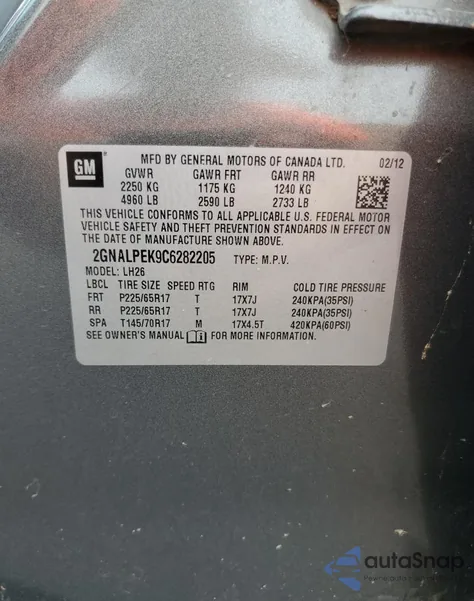 GM
MFD BY GENERAL MOTORS OF CANADA LTD. 02/12
GVWR GAWR FRT GAWR RR
2250 KG 1175 KG 1240 KG
4960 LB 2590 LB 2733 LB
THIS VEHICLE CONFORMS TO ALL APPLICABLE U.S. FEDERAL MOTOR
VEHICLE SAFETY AND THEFT PREVENTION STANDARDS IN EFFECT ON
THE DATE OF MANUFACTURE SHOWN ABOVE.
2GNALPEK9C6282205 TYPE: M.P.V.
MODEL: LH26
LBCL TIRE SIZE SPEED RTG RIM COLD TIRE PRESSURE
FRT P225/65R17 T 17X7J 240KPA(35PSI)
RR P225/65R17 T 17X7J 240KPA(35PSI)
SPA T145/70R17 M 17X4.5T 420KPA(60PSI)
SEE OWNER'S MANUAL FOR MORE INFORMATION.
autaSnap